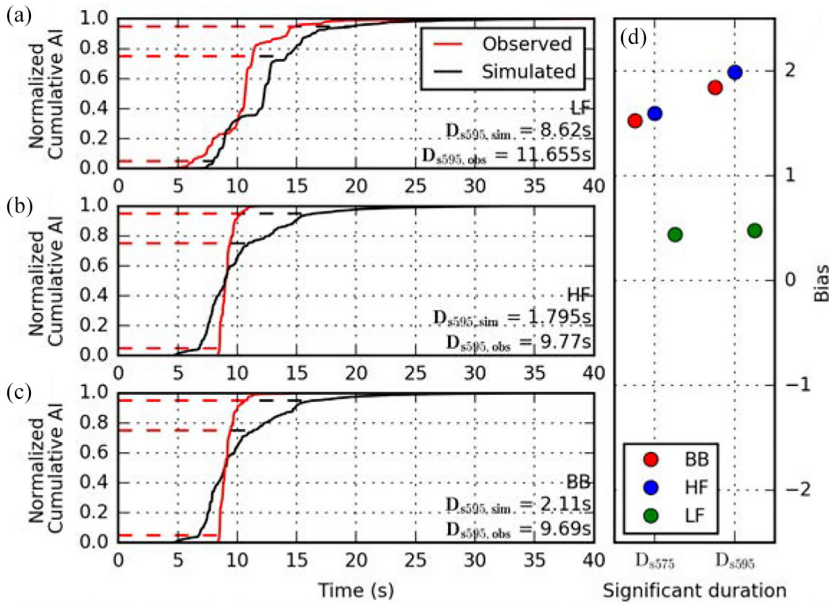 (a)
Normalized
Cumulative AI
1.0
0.8
0.6
0.4
0.2
0.0
Observed
Simulated
LF
Ds595, sim = 8.62s
Ds595, obs = 11.655s
0 5 10 15 20 25 30 35 40
(b)
Normalized
Cumulative AI
1.0
0.8
0.6
0.4
0.2
0.0
HF
Ds595, sim = 1.795s
Ds595, obs = 9.77s
0 5 10 15 20 25 30 35 40
(c)
Normalized
Cumulative AI
1.0
0.8
0.6
0.4
0.2
0.0
BB
Ds595, sim = 2.11s
Ds595, obs = 9.69s
0 5 10 15 20 25 30 35 40
Time (s)
(d)
2
1
0
−1
−2
Bias
BB
HF
LF
Ds575 Ds595
Significant duration